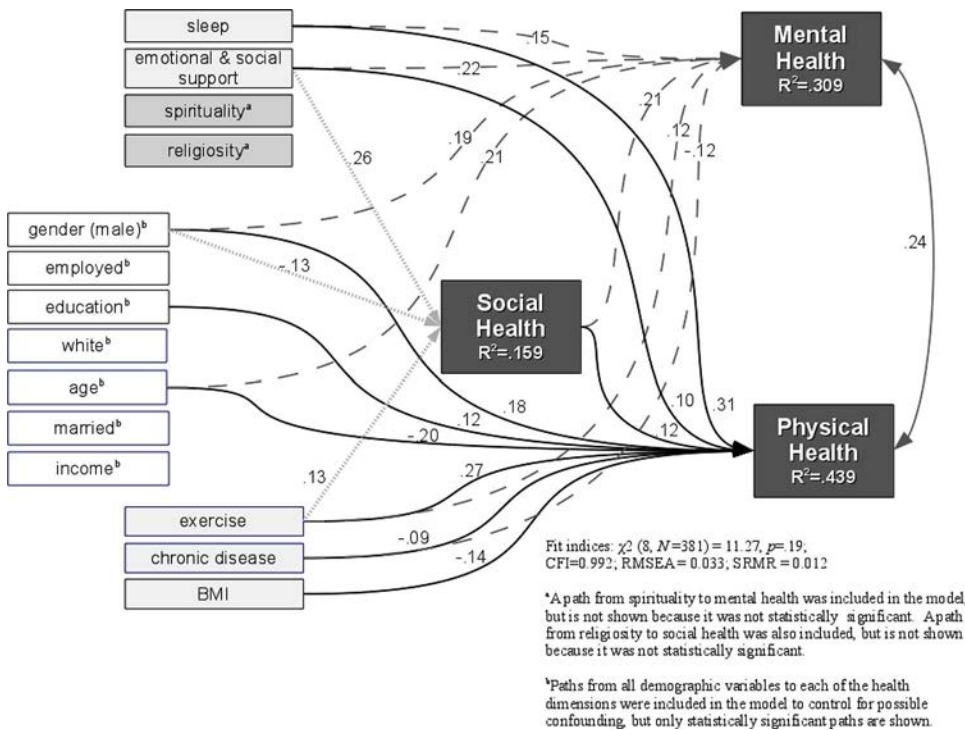 sleep
emotional & social
support
spirituality^a
religiosity^a
gender (male)^b
employed^b
education^b
white^b
age^b
married^b
income^b
exercise
chronic disease
BMI
Mental
Health
R²=.309
Social
Health
R²=.159
Physical
Health
R²=.439
.15
.22
.19
.21
.26
.21
.12
-.12
.24
-.13
.18
.12
-.20
.10
.31
.12
.13
.27
-.09
-.14
Fit indices: χ2 (8, N=381) = 11.27, p=.19;
CFI=0.992; RMSEA = 0.033; SRMR = 0.012
^a A path from spirituality to mental health was included in the model,
but is not shown because it was not statistically significant. A path
from religiosity to social health was also included, but is not shown
because it was not statistically significant.
^b Paths from all demographic variables to each of the health
dimensions were included in the model to control for possible
confounding, but only statistically significant paths are shown.